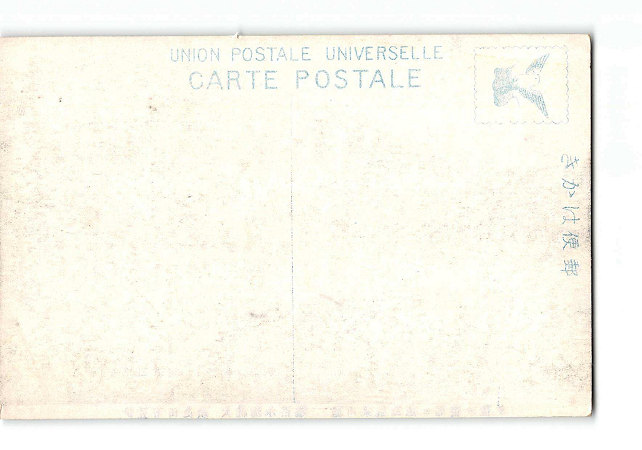 UNION POSTALE UNIVERSELLE
CARTE POSTALE
きかは便郵